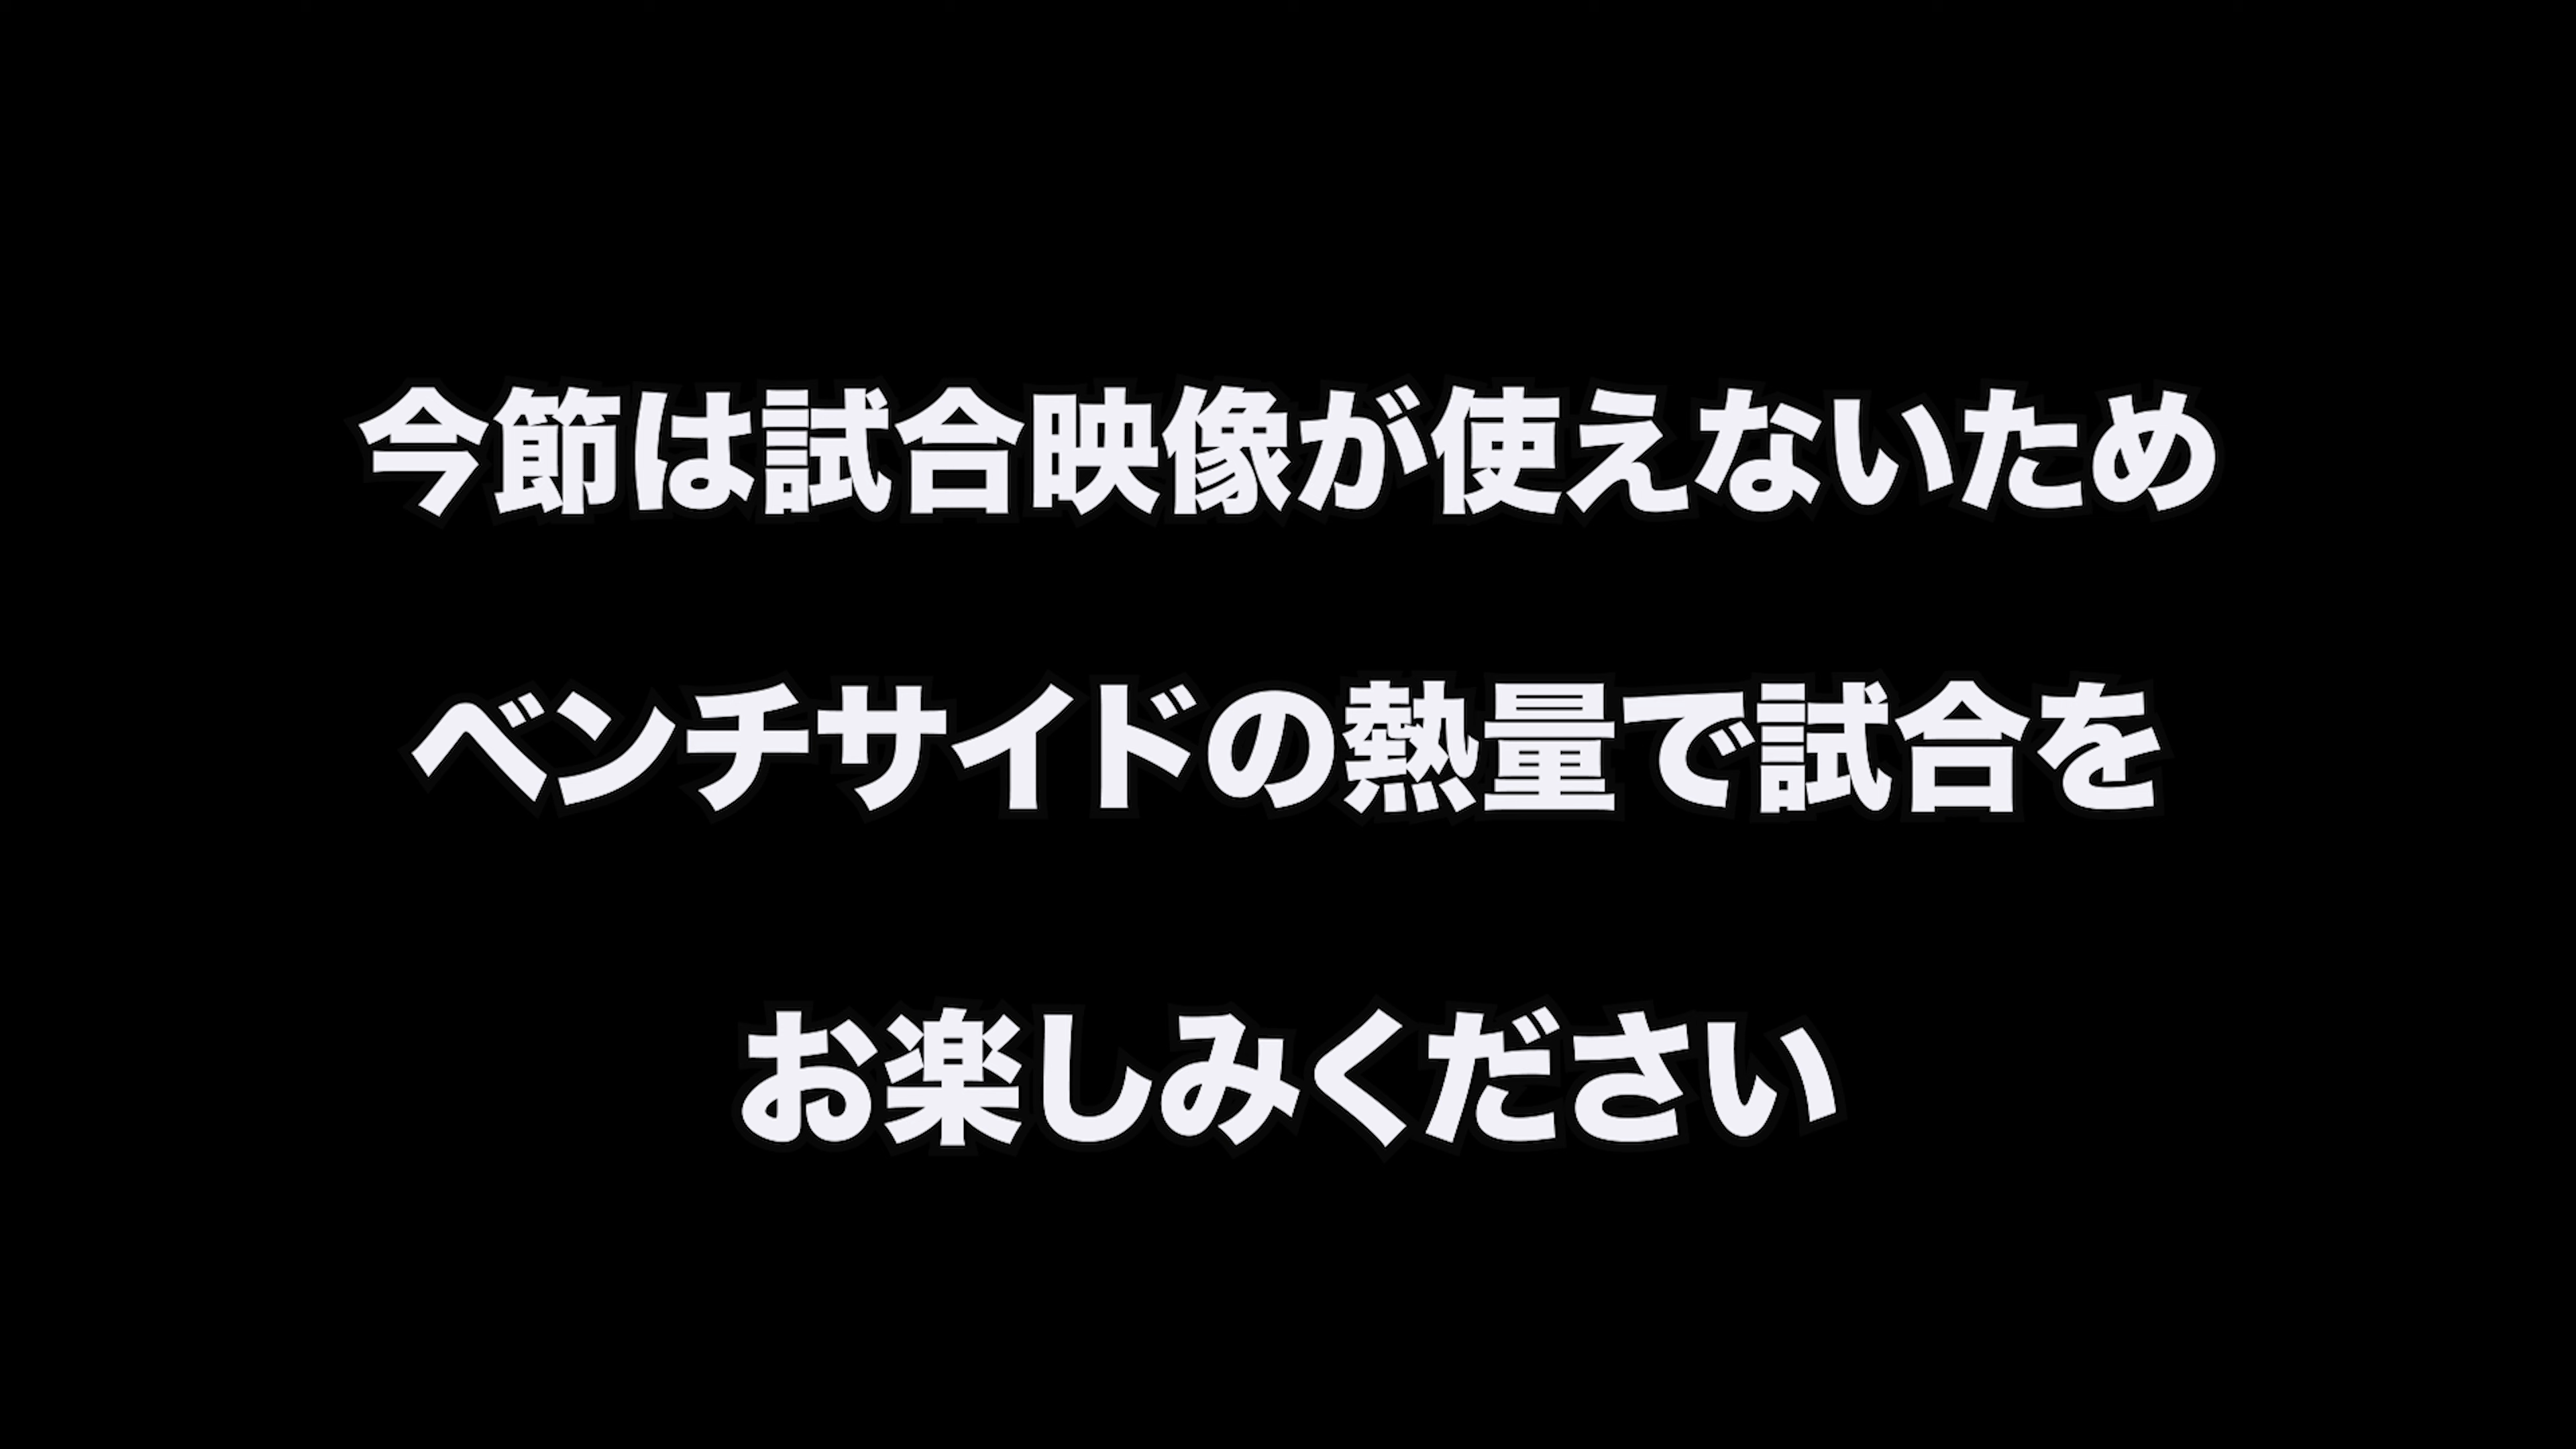 今節は試合映像が使えないため
ベンチサイドの熱量で試合を
お楽しみください